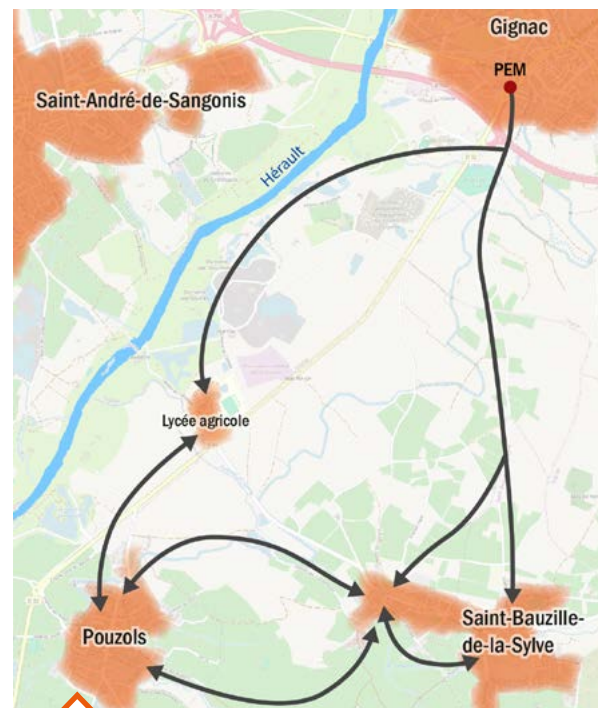 Gignac
PEM
Saint-André-de-Sangonis
Hérault
Lycée agricole
Saint-Bauzille-
de-la-Sylve
Pouzols